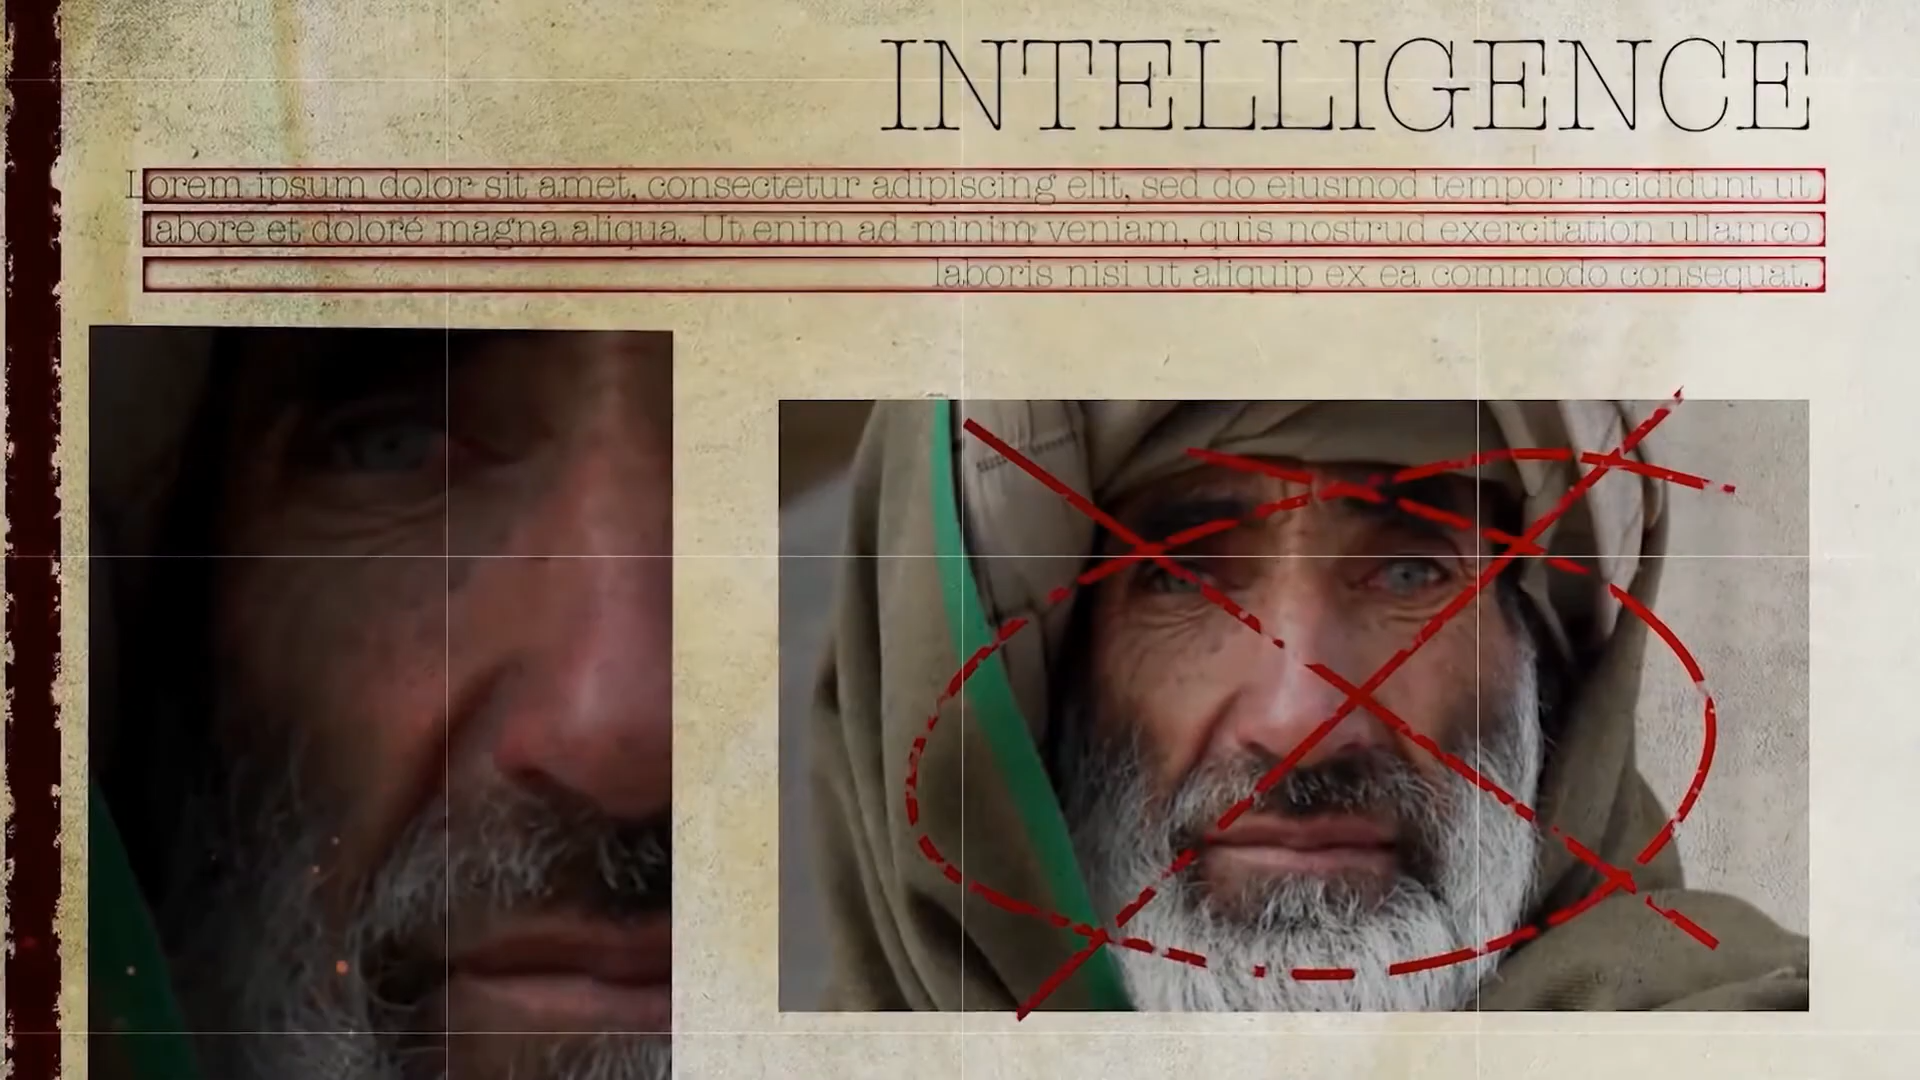 INTELLIGENCE
Lorem ipsum dolor sit amet, consectetur adipiscing elit, sed do eiusmod tempor incididunt ut
labore et dolore magna aliqua. Ut enim ad minim veniam, quis nostrud exercitation ullamco
laboris nisi ut aliquip ex ea commodo consequat.